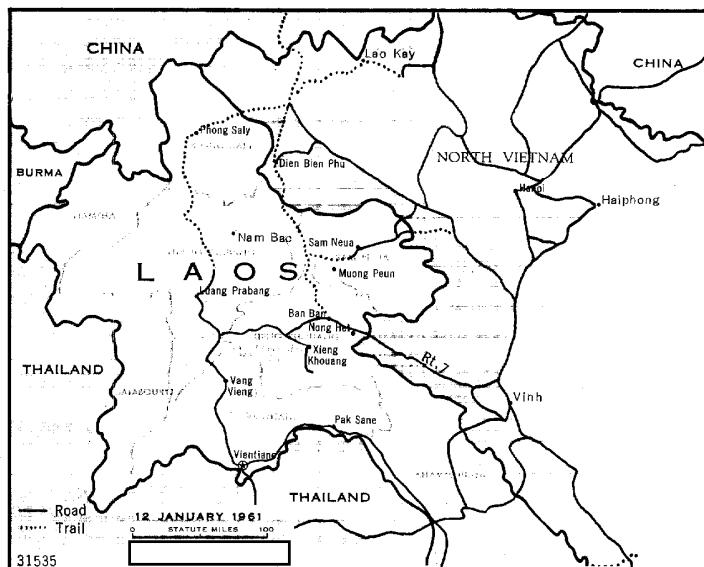 CHINA
Lao Kay
CHINA
Phong Saly
BURMA
Dien Bien Phu
NORTH VIETNAM
Hanoi
Haiphong
Nam Bac
Sam Neua
LAOS
Muong Peun
Luang Prabang
Ban Ban
Nong Het
Xieng
Khouang
THAILAND
Rt. 7
Vang
Vieng
Vinh
Pak Sane
Vientiane
THAILAND
Road
Trail
12 JANUARY 1961
0 STATUTE MILES 100
31535